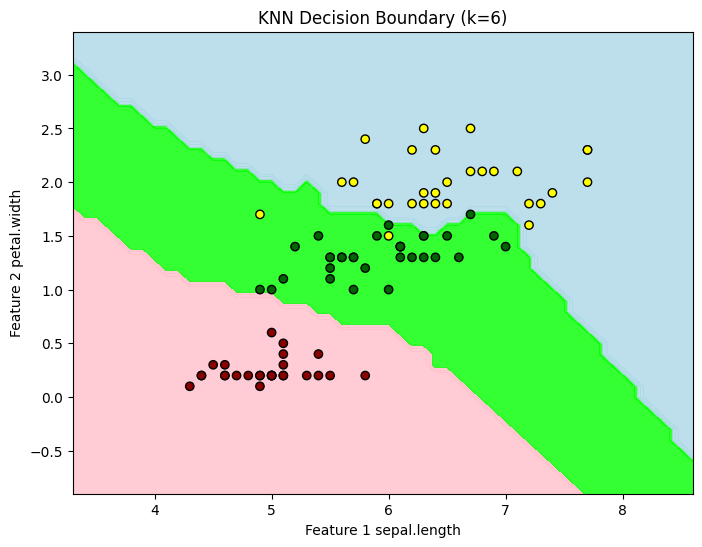 KNN Decision Boundary (k=6)
3.0
2.5
2.0
1.5
1.0
0.5
0.0
−0.5
Feature 2 petal.width
4 5 6 7 8
Feature 1 sepal.length